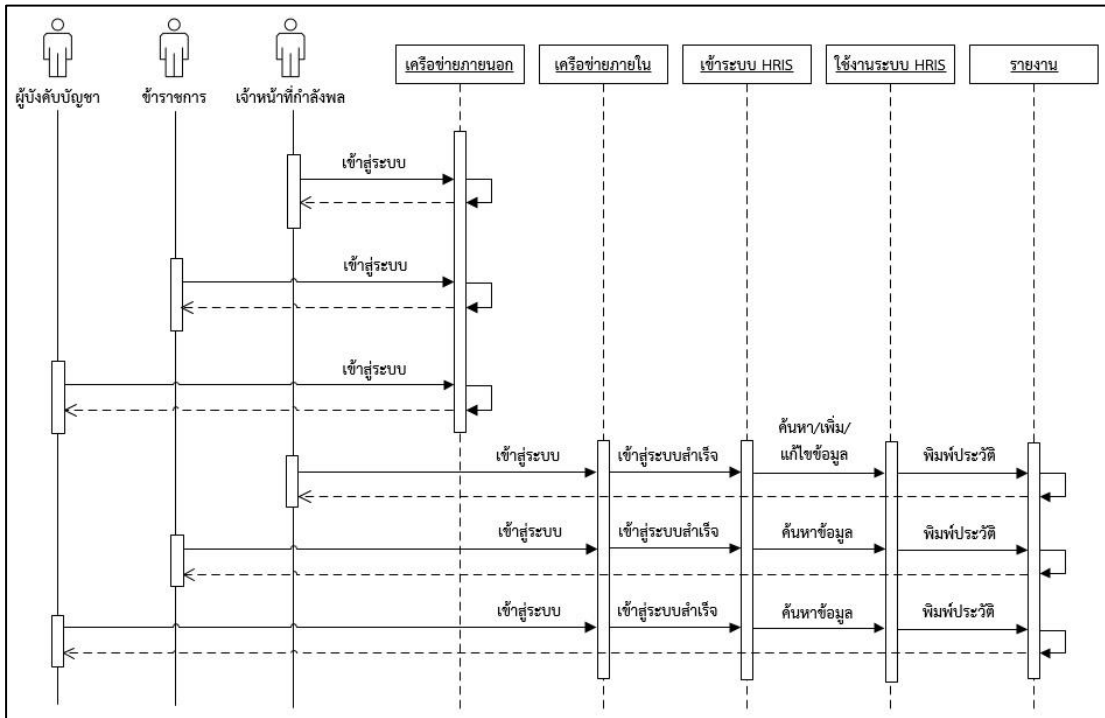 เครือข่ายภายนอก
เครือข่ายภายใน
เข้าระบบ HRIS
ใช้งานระบบ HRIS
รายงาน
ผู้บังคับบัญชา
ข้าราชการ
เจ้าหน้าที่กำลังพล
เข้าสู่ระบบ
เข้าสู่ระบบ
เข้าสู่ระบบ
เข้าสู่ระบบ
เข้าสู่ระบบสำเร็จ
ค้นหา/เพิ่ม/
แก้ไขข้อมูล
พิมพ์ประวัติ
เข้าสู่ระบบ
เข้าสู่ระบบสำเร็จ
ค้นหาข้อมูล
พิมพ์ประวัติ
เข้าสู่ระบบ
เข้าสู่ระบบสำเร็จ
ค้นหาข้อมูล
พิมพ์ประวัติ